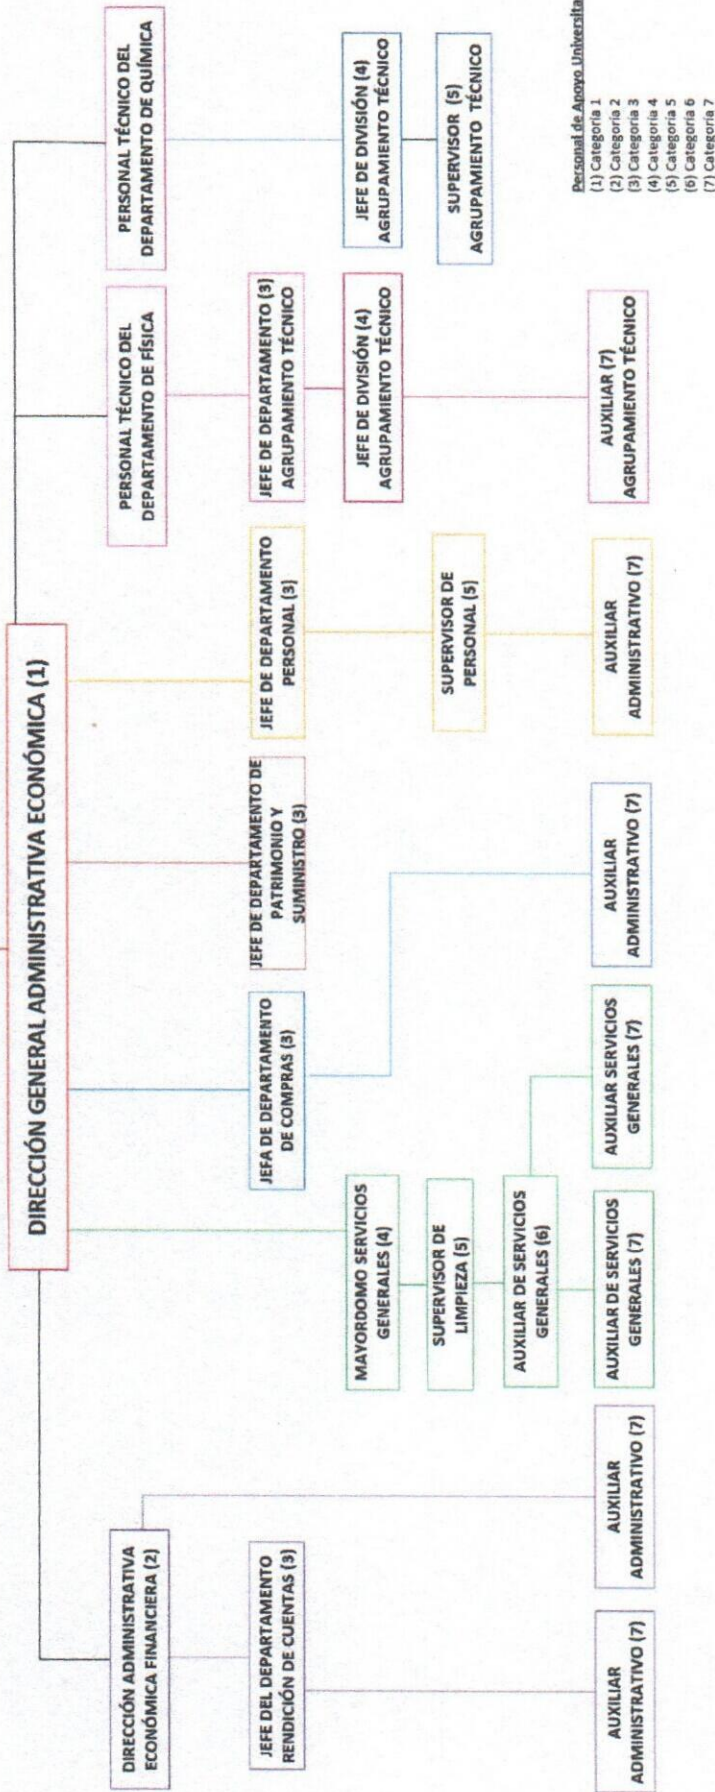 DIRECCIÓN GENERAL ADMINISTRATIVA ECONÓMICA (1)
DIRECCIÓN ADMINISTRATIVA
ECONÓMICA FINANCIERA (2)
JEFE DEL DEPARTAMENTO
RENDICIÓN DE CUENTAS (3)
AUXILIAR
ADMINISTRATIVO (7)
AUXILIAR
ADMINISTRATIVO (7)
MAYORDOMO SERVICIOS
GENERALES (4)
SUPERVISOR DE
LIMPIEZA (5)
AUXILIAR DE SERVICIOS
GENERALES (6)
AUXILIAR DE SERVICIOS
GENERALES (7)
AUXILIAR SERVICIOS
GENERALES (7)
JEFA DE DEPARTAMENTO
DE COMPRAS (3)
AUXILIAR
ADMINISTRATIVO (7)
JEFE DE DEPARTAMENTO DE
PATRIMONIO Y
SUMINISTRO (3)
JEFE DE DEPARTAMENTO
PERSONAL (3)
SUPERVISOR DE
PERSONAL (5)
AUXILIAR
ADMINISTRATIVO (7)
PERSONAL TÉCNICO DEL
DEPARTAMENTO DE FÍSICA
JEFE DE DEPARTAMENTO (3)
AGRUPAMIENTO TÉCNICO
JEFE DE DIVISIÓN (4)
AGRUPAMIENTO TÉCNICO
AUXILIAR (7)
AGRUPAMIENTO TÉCNICO
PERSONAL TÉCNICO DEL
DEPARTAMENTO DE QUÍMICA
JEFE DE DIVISIÓN (4)
AGRUPAMIENTO TÉCNICO
SUPERVISOR (5)
AGRUPAMIENTO TÉCNICO
Personal de Apoyo Universita
(1) Categoría 1
(2) Categoría 2
(3) Categoría 3
(4) Categoría 4
(5) Categoría 5
(6) Categoría 6
(7) Categoría 7